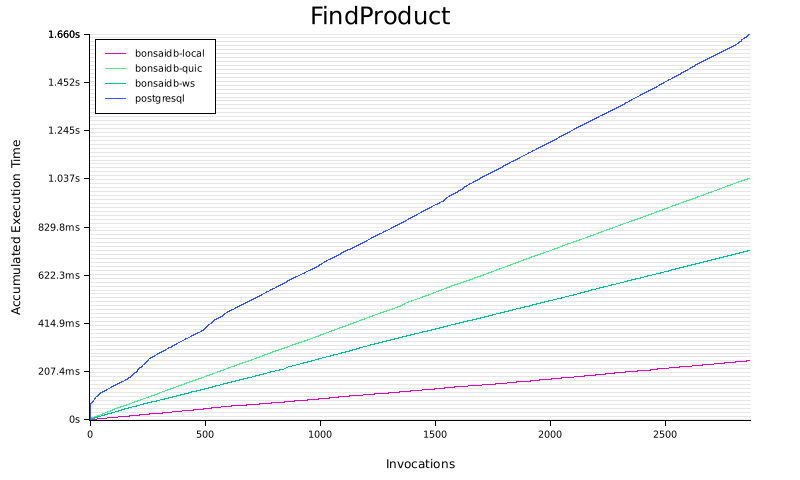 FindProduct
1.660s
bonsaidb-local
bonsaidb-quic
bonsaidb-ws
postgresql
1.452s
1.245s
1.037s
829.8ms
622.3ms
414.9ms
207.4ms
0s
Accumulated Execution Time
0 500 1000 1500 2000 2500
Invocations